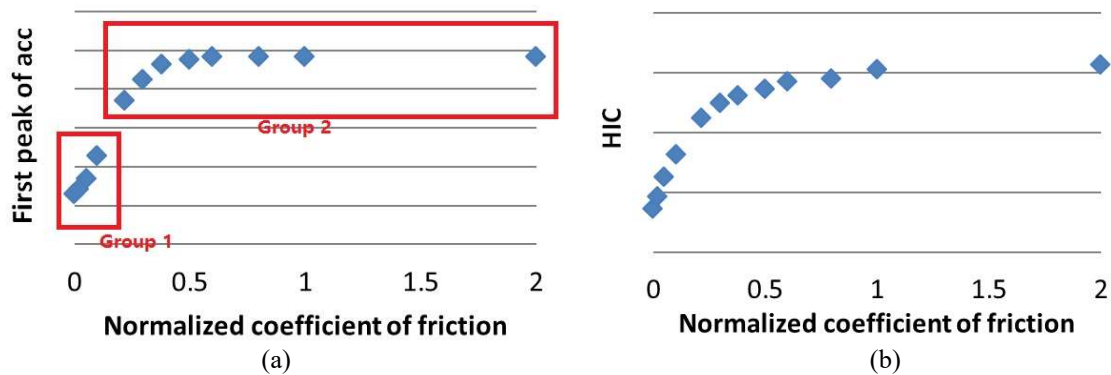 First peak of acc
Group 2
Group 1
0 0.5 1 1.5 2
Normalized coefficient of friction
(a)
HIC
0 0.5 1 1.5 2
Normalized coefficient of friction
(b)